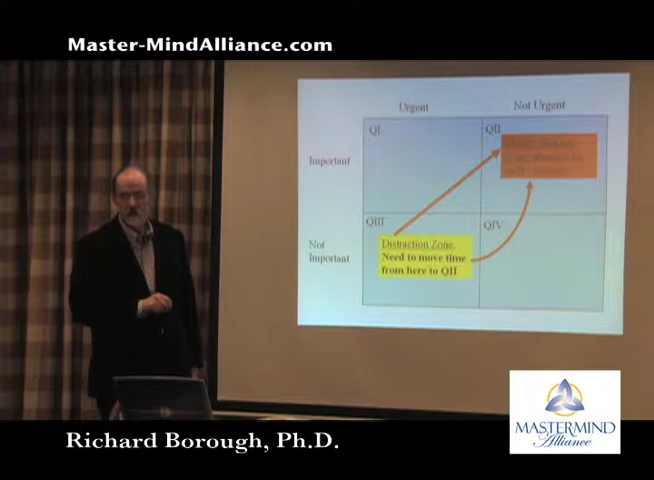 Master-MindAlliance.com
Urgent
Not Urgent
QI
QII
Important
QIII
QIV
Not
Important
Distraction Zone.
Need to move time
from here to QII
MASTERMIND
Alliance
Richard Borough, Ph.D.